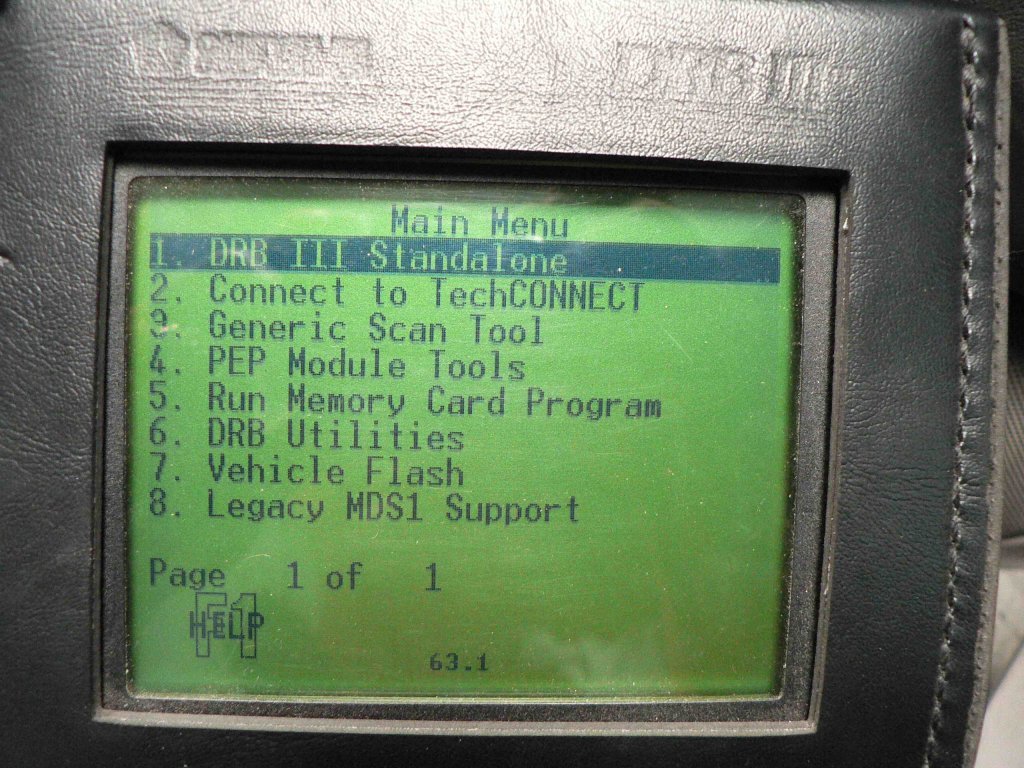 DRB III
Main Menu
1. DRB III Standalone
2. Connect to TechCONNECT
3. Generic Scan Tool
4. PEP Module Tools
5. Run Memory Card Program
6. DRB Utilities
7. Vehicle Flash
8. Legacy MDS1 Support
Page 1 of 1
F1
HELP
63.1